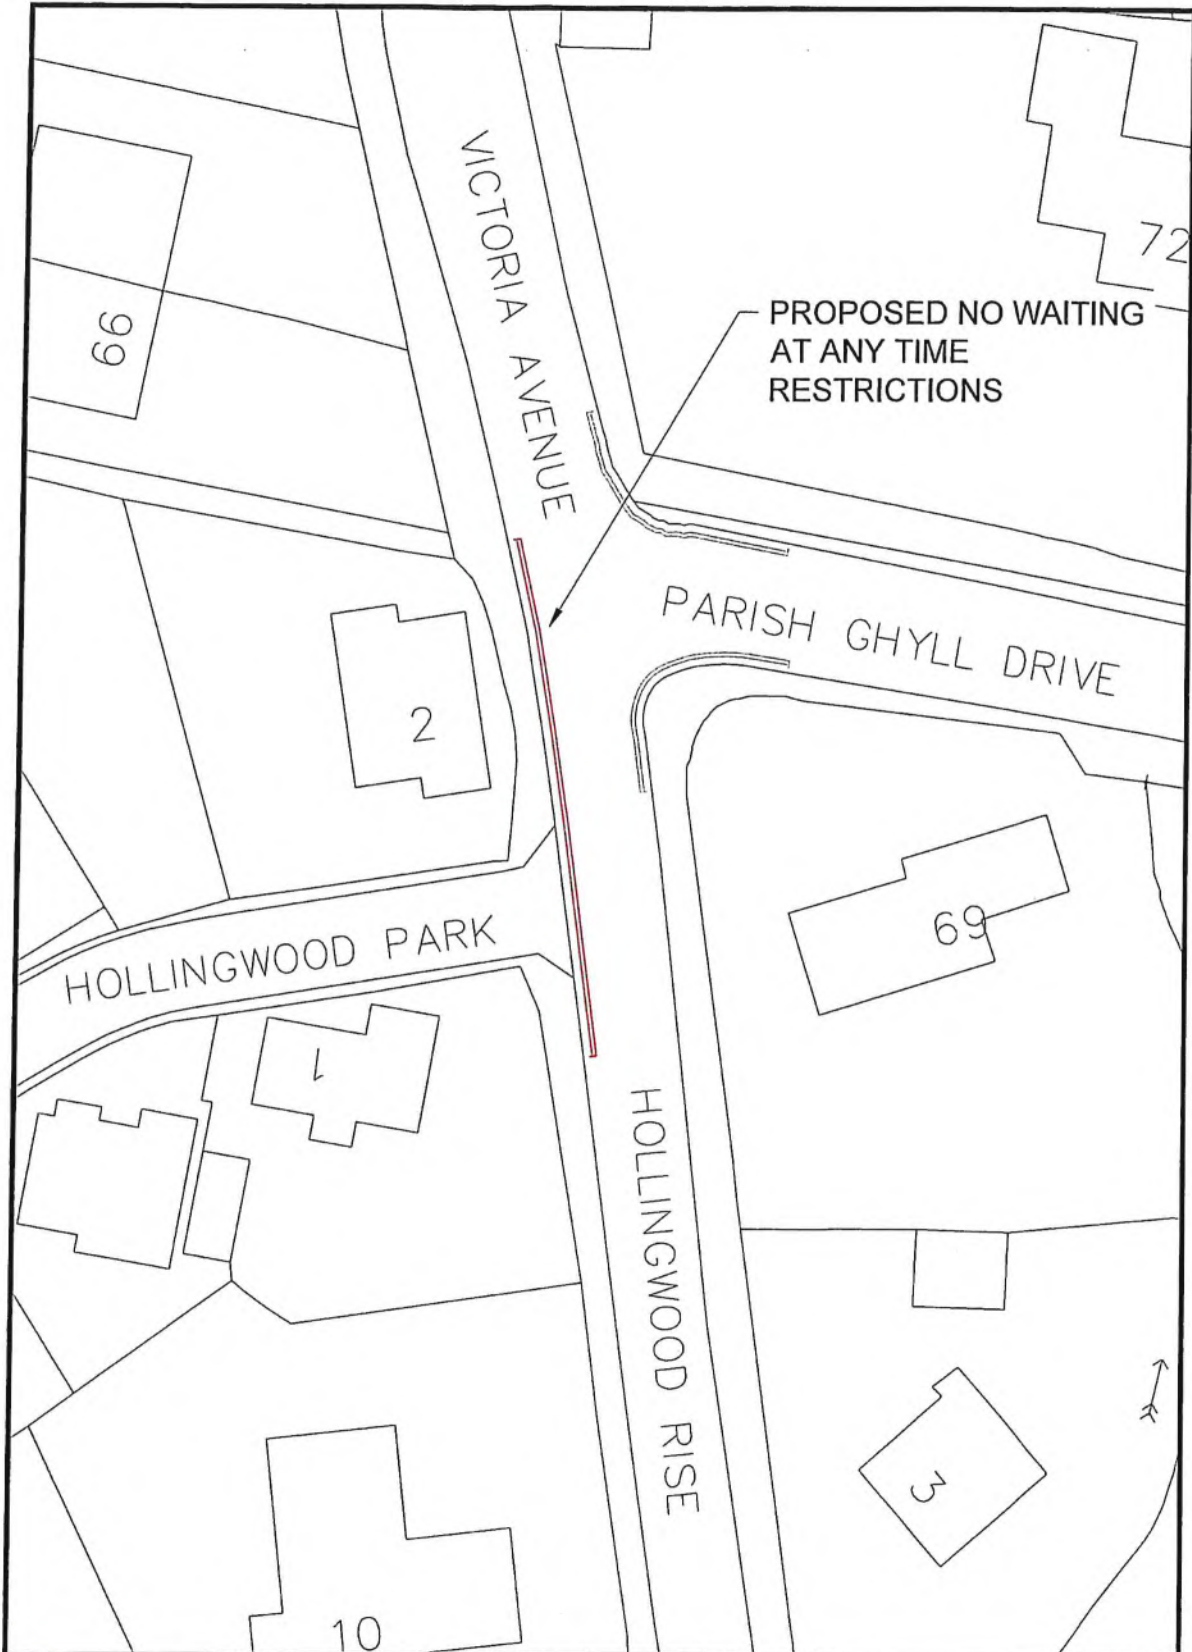 VICTORIA AVENUE
72
PROPOSED NO WAITING
AT ANY TIME
RESTRICTIONS
PARISH GHYLL DRIVE
2
69
HOLLINGWOOD PARK
1
HOLLINGWOOD RISE
3
10